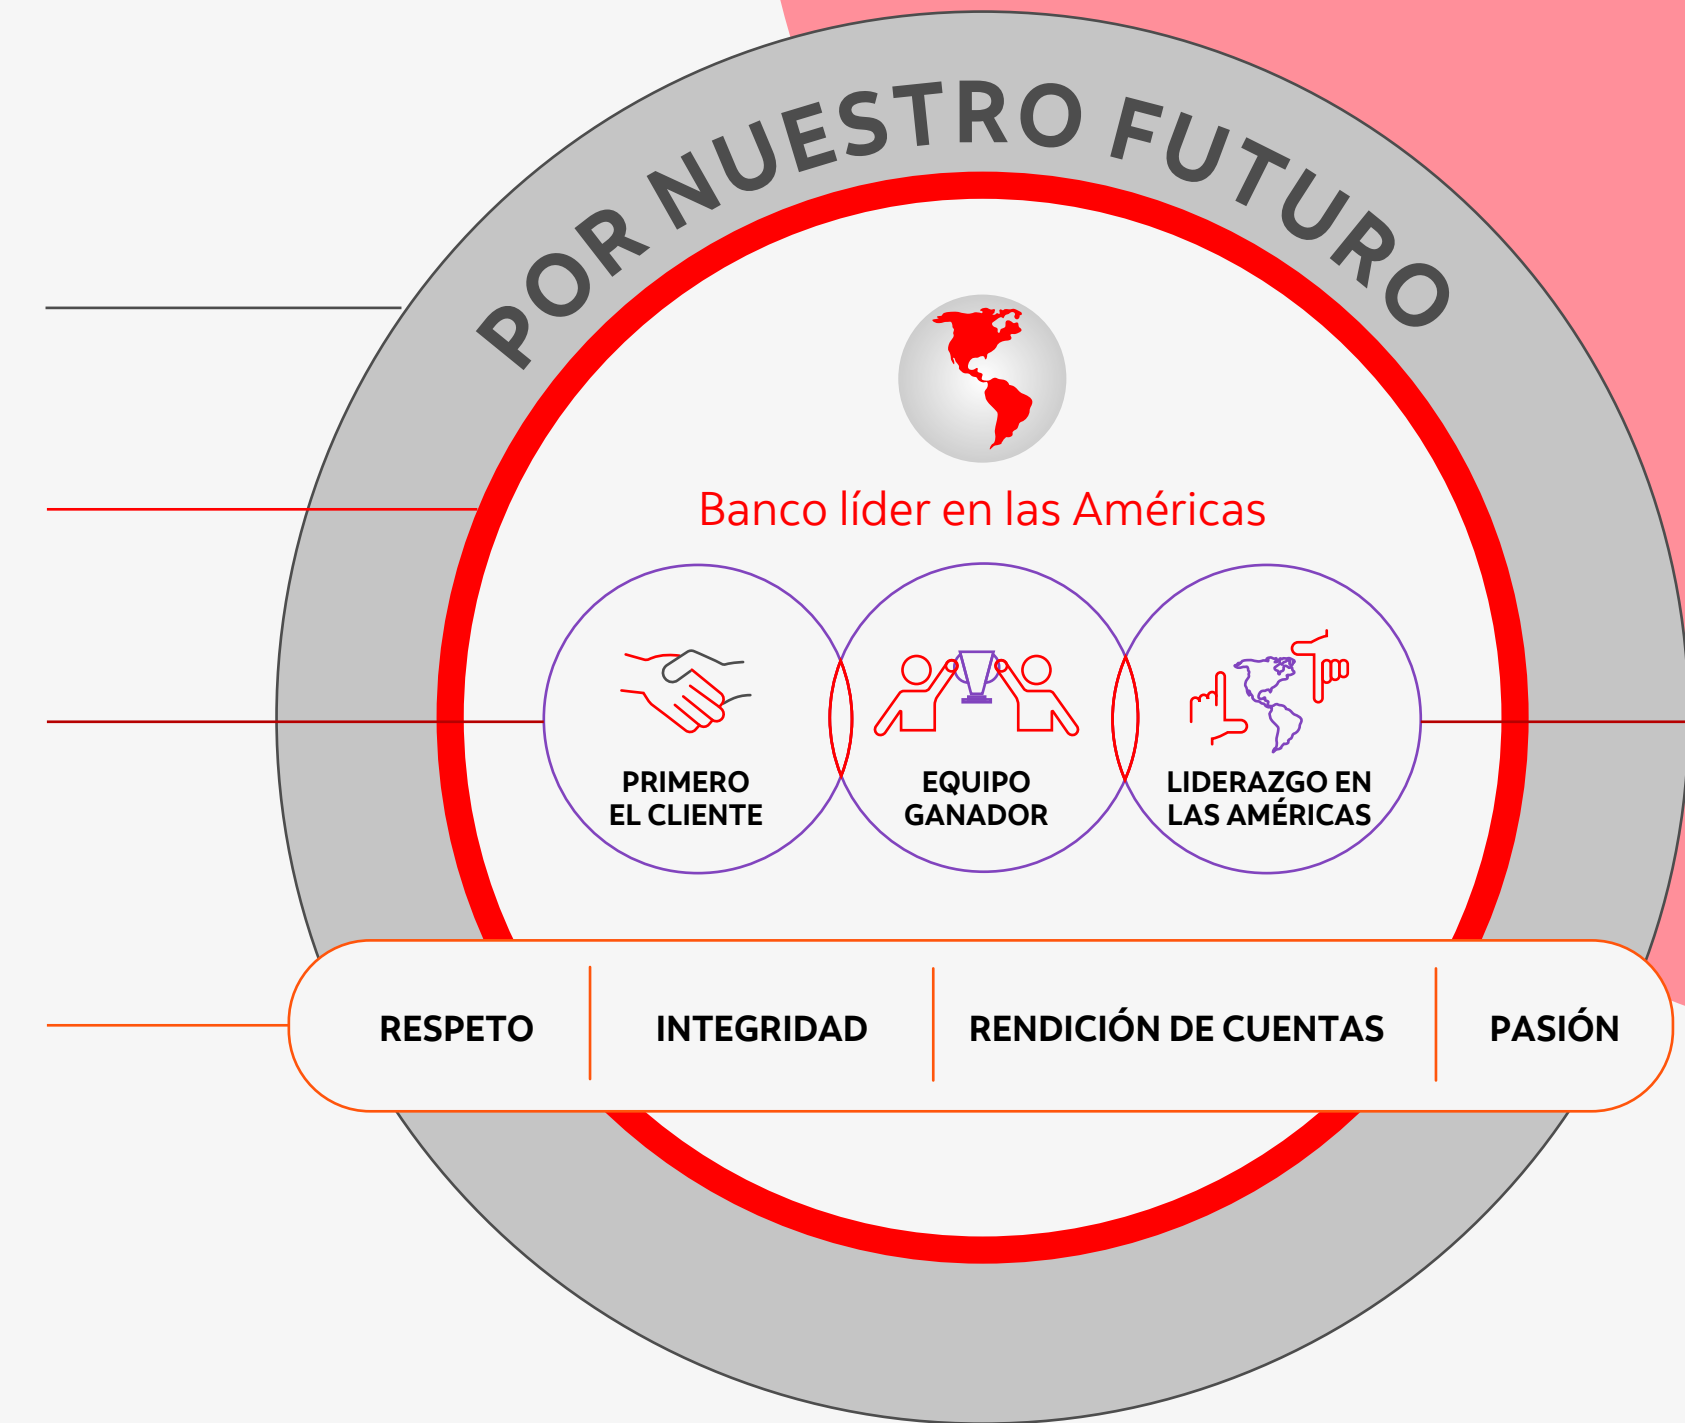 POR NUESTRO FUTURO
Banco líder en las Américas
PRIMERO
EL CLIENTE
EQUIPO
GANADOR
LIDERAZGO EN
LAS AMÉRICAS
RESPETO
INTEGRIDAD
RENDICIÓN DE CUENTAS
PASIÓN